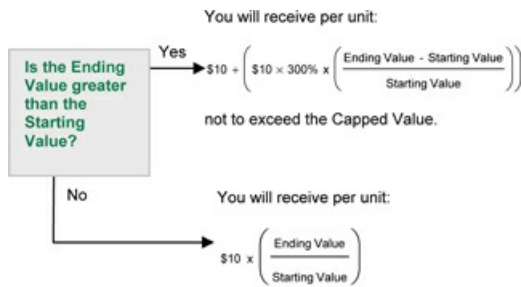 You will receive per unit:
Yes
Is the Ending
Value greater
than the
Starting
Value?
$10 + ( $10 × 300% x ( Ending Value - Starting Value
Starting Value ) )
not to exceed the Capped Value.
No
You will receive per unit:
$10 x ( Ending Value
Starting Value )